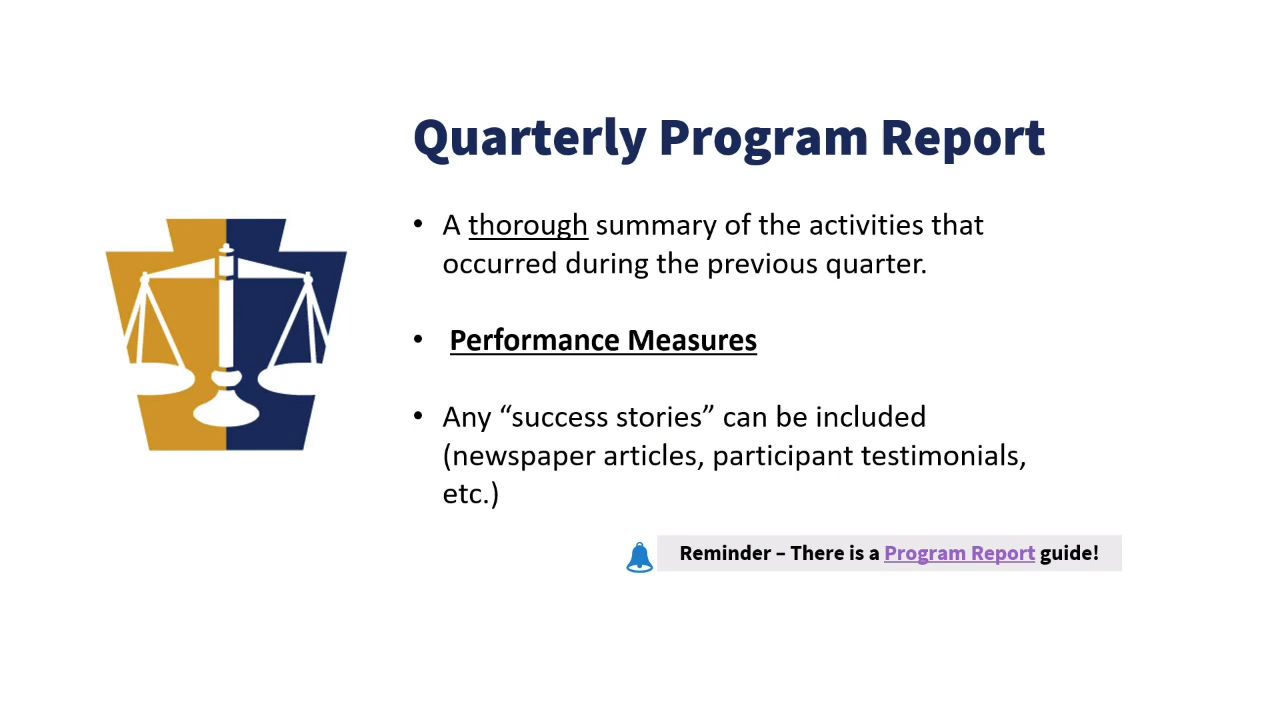 Quarterly Program Report
• A thorough summary of the activities that
occurred during the previous quarter.
• Performance Measures
• Any “success stories” can be included
(newspaper articles, participant testimonials,
etc.)
Reminder – There is a Program Report guide!